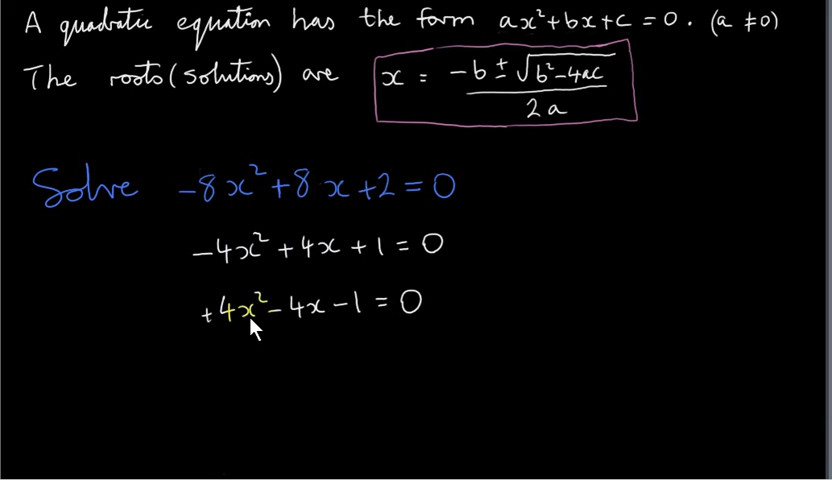 A quadratic equation has the form ax²+bx+c = 0. (a ≠0)
The roots (solutions) are x = (-b ± √(b²-4ac)) / 2a
Solve -8x²+8x+2=0
-4x²+4x+1=0
+4x²-4x-1=0